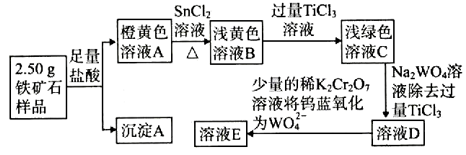 2.50 g
铁矿石
样品
足量
盐酸
橙黄色
溶液A
沉淀A
SnCl₂
溶液
△
浅黄色
溶液B
过量TiCl₃
溶液
浅绿色
溶液C
Na₂WO₄溶
液除去过
量TiCl₃
溶液D
少量的稀K₂Cr₂O₇
溶液将钨蓝氧化
为WO₄²⁻
溶液E